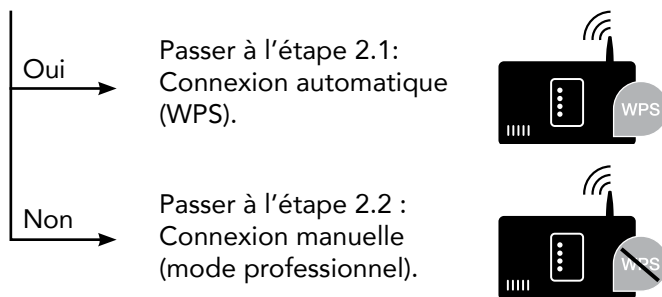 Oui
Passer à l'étape 2.1:
Connexion automatique
(WPS).
WPS
Non
Passer à l'étape 2.2 :
Connexion manuelle
(mode professionnel).
WPS